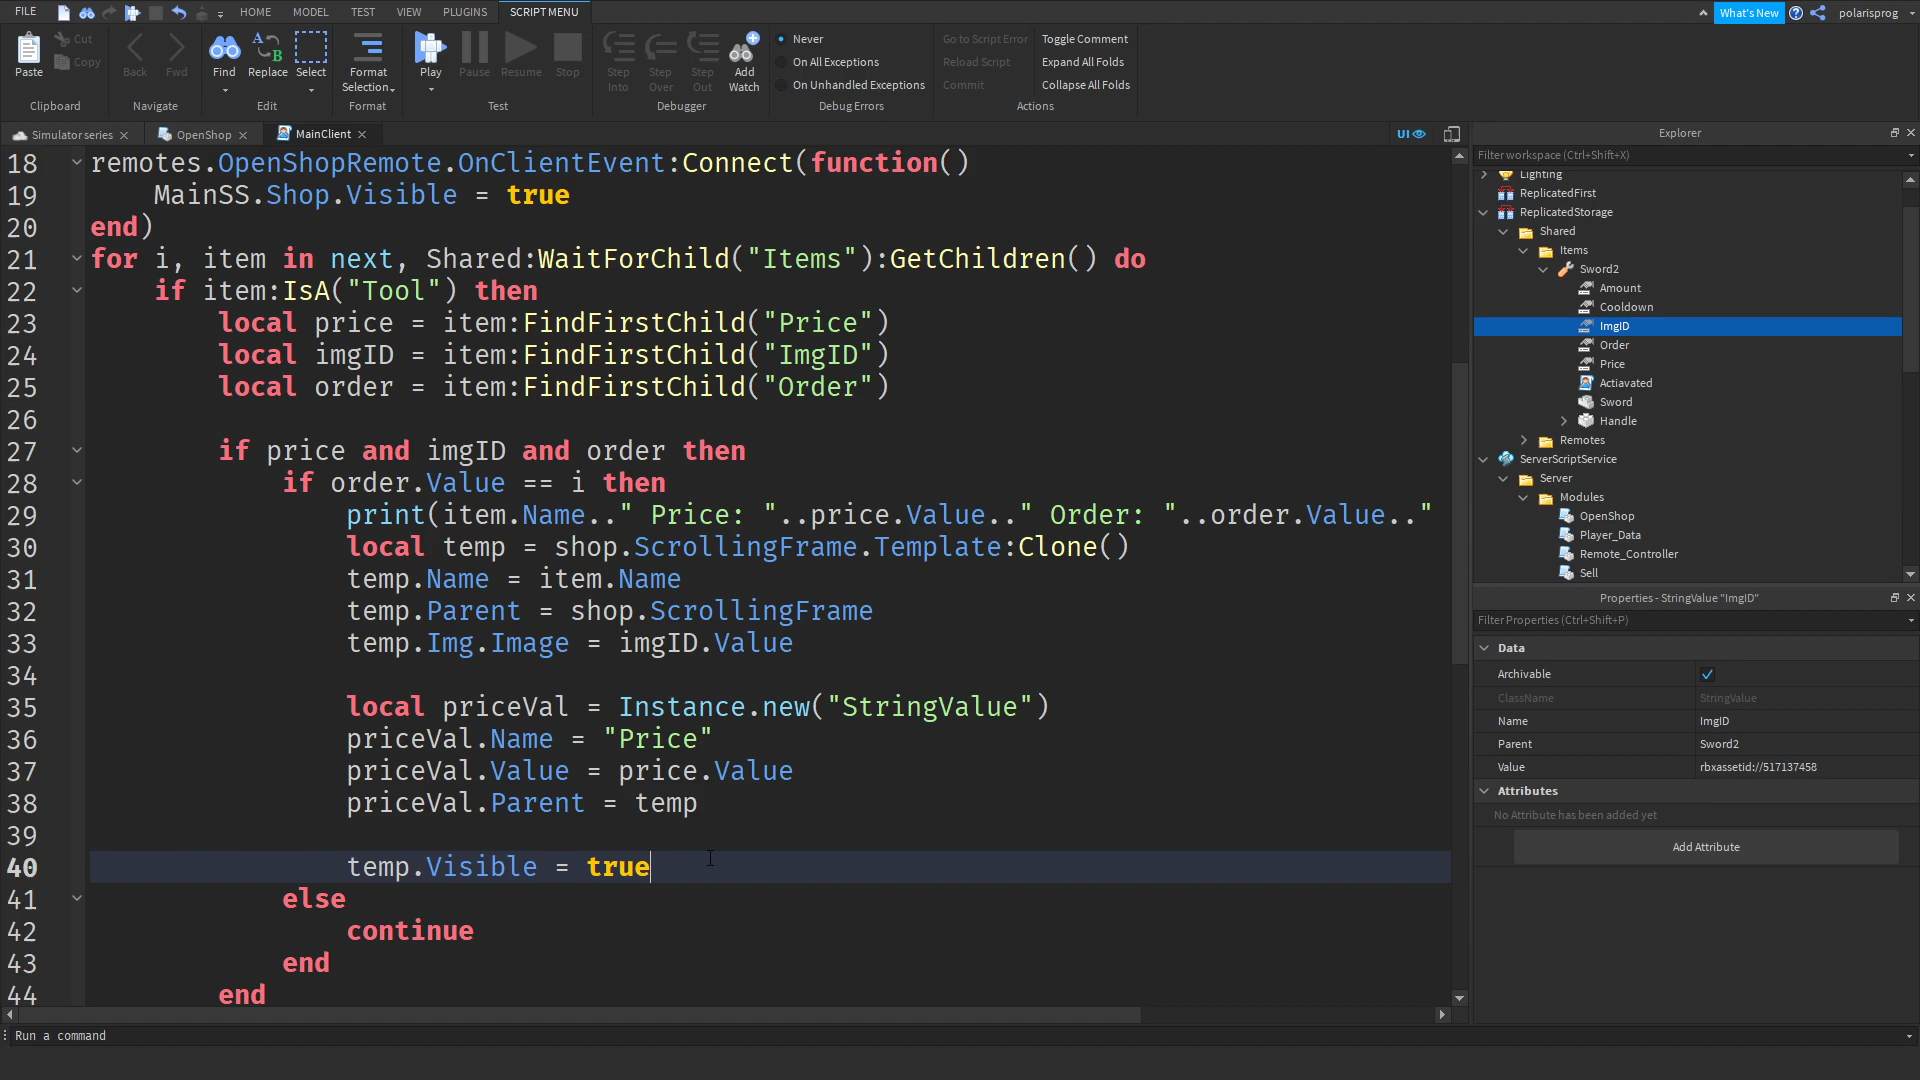 FILE HOME MODEL TEST VIEW PLUGINS SCRIPT MENU What's New polarisprog
Paste Cut Copy Clipboard
Back Fwd Navigate
Find Replace Select Edit
Format Selection Format
Play Pause Resume Stop Test
Step Into Step Over Step Out Add Watch Debugger
Never
On All Exceptions
On Unhandled Exceptions
Debug Errors
Go to Script Error Toggle Comment
Reload Script Expand All Folds
Commit Collapse All Folds
Actions
Simulator series OpenShop MainClient UI
18 remotes.OpenShopRemote.OnClientEvent:Connect(function()
19 MainSS.Shop.Visible = true
20 end)
21 for i, item in next, Shared:WaitForChild("Items"):GetChildren() do
22 if item:IsA("Tool") then
23 local price = item:FindFirstChild("Price")
24 local imgID = item:FindFirstChild("ImgID")
25 local order = item:FindFirstChild("Order")
26
27 if price and imgID and order then
28 if order.Value == i then
29 print(item.Name.." Price: "..price.Value.." Order: "..order.Value.."
30 local temp = shop.ScrollingFrame.Template:Clone()
31 temp.Name = item.Name
32 temp.Parent = shop.ScrollingFrame
33 temp.Img.Image = imgID.Value
34
35 local priceVal = Instance.new("StringValue")
36 priceVal.Name = "Price"
37 priceVal.Value = price.Value
38 priceVal.Parent = temp
39
40 temp.Visible = true
41 else
42 continue
43 end
44 end
Explorer
Filter workspace (Ctrl+Shift+X)
Lighting
ReplicatedFirst
ReplicatedStorage
Shared
Items
Sword2
Amount
Cooldown
ImgID
Order
Price
Actiavated
Sword
Handle
Remotes
ServerScriptService
Server
Modules
OpenShop
Player_Data
Remote_Controller
Sell
Properties - StringValue "ImgID"
Filter Properties (Ctrl+Shift+P)
Data
Archivable
ClassName StringValue
Name ImgID
Parent Sword2
Value rbxassetid://517137458
Attributes
No Attribute has been added yet
Add Attribute
Run a command